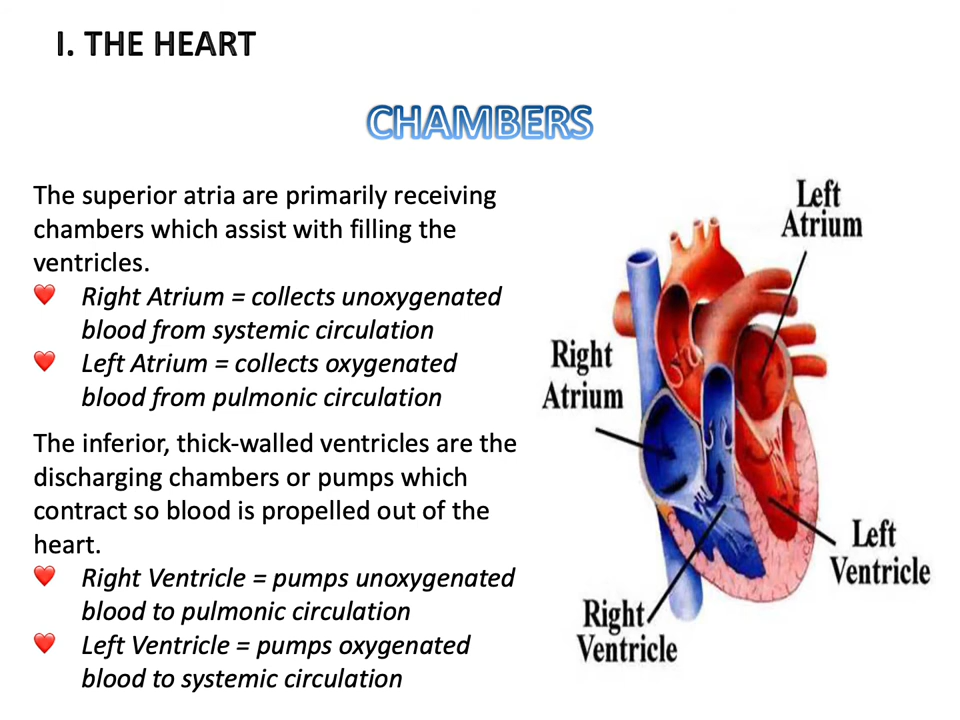 I. THE HEART
CHAMBERS
The superior atria are primarily receiving
chambers which assist with filling the
ventricles.
Right Atrium = collects unoxygenated
blood from systemic circulation
Left Atrium = collects oxygenated
blood from pulmonic circulation
The inferior, thick-walled ventricles are the
discharging chambers or pumps which
contract so blood is propelled out of the
heart.
Right Ventricle = pumps unoxygenated
blood to pulmonic circulation
Left Ventricle = pumps oxygenated
blood to systemic circulation
Left
Atrium
Right
Atrium
Left
Ventricle
Right
Ventricle